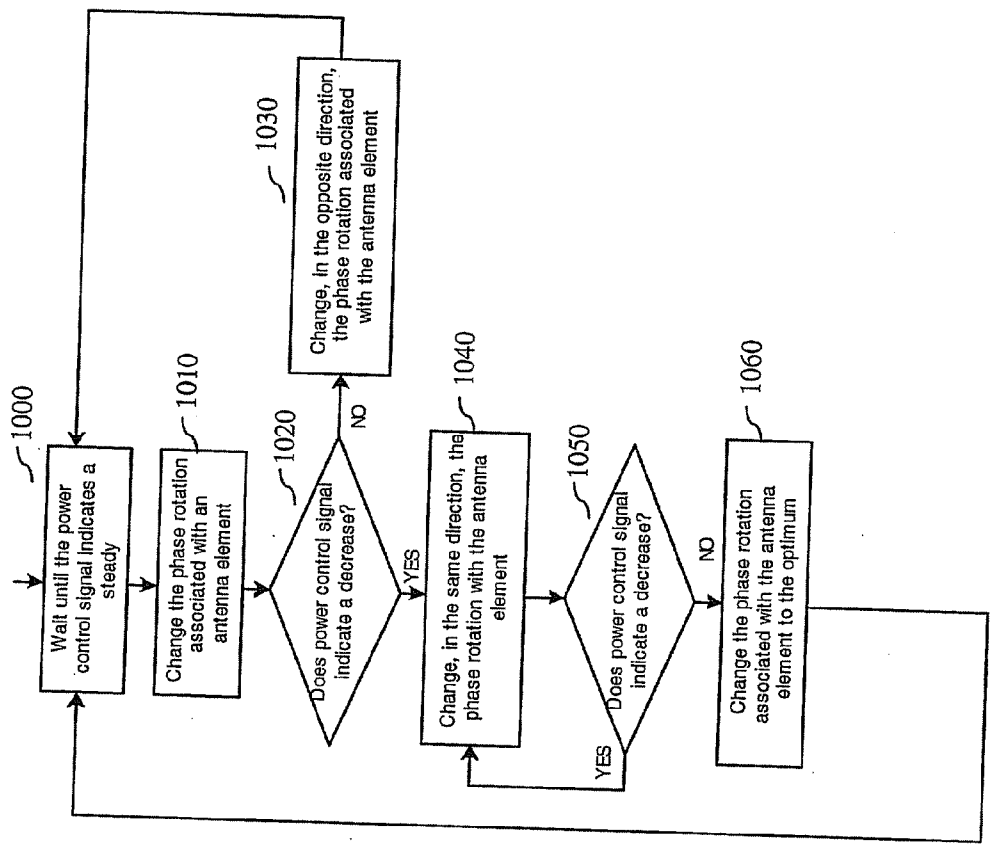 1000
Wait until the power
control signal indicates a
steady
1010
Change the phase rotation
associated with an
antenna element
1020
Does power control signal
indicate a decrease?
NO
YES
1030
Change, in the opposite direction,
the phase rotation associated
with the antenna element
1040
Change, in the same direction, the
phase rotation with the antenna
element
1050
Does power control signal
indicate a decrease?
YES
NO
1060
Change the phase rotation
associated with the antenna
element to the optimum